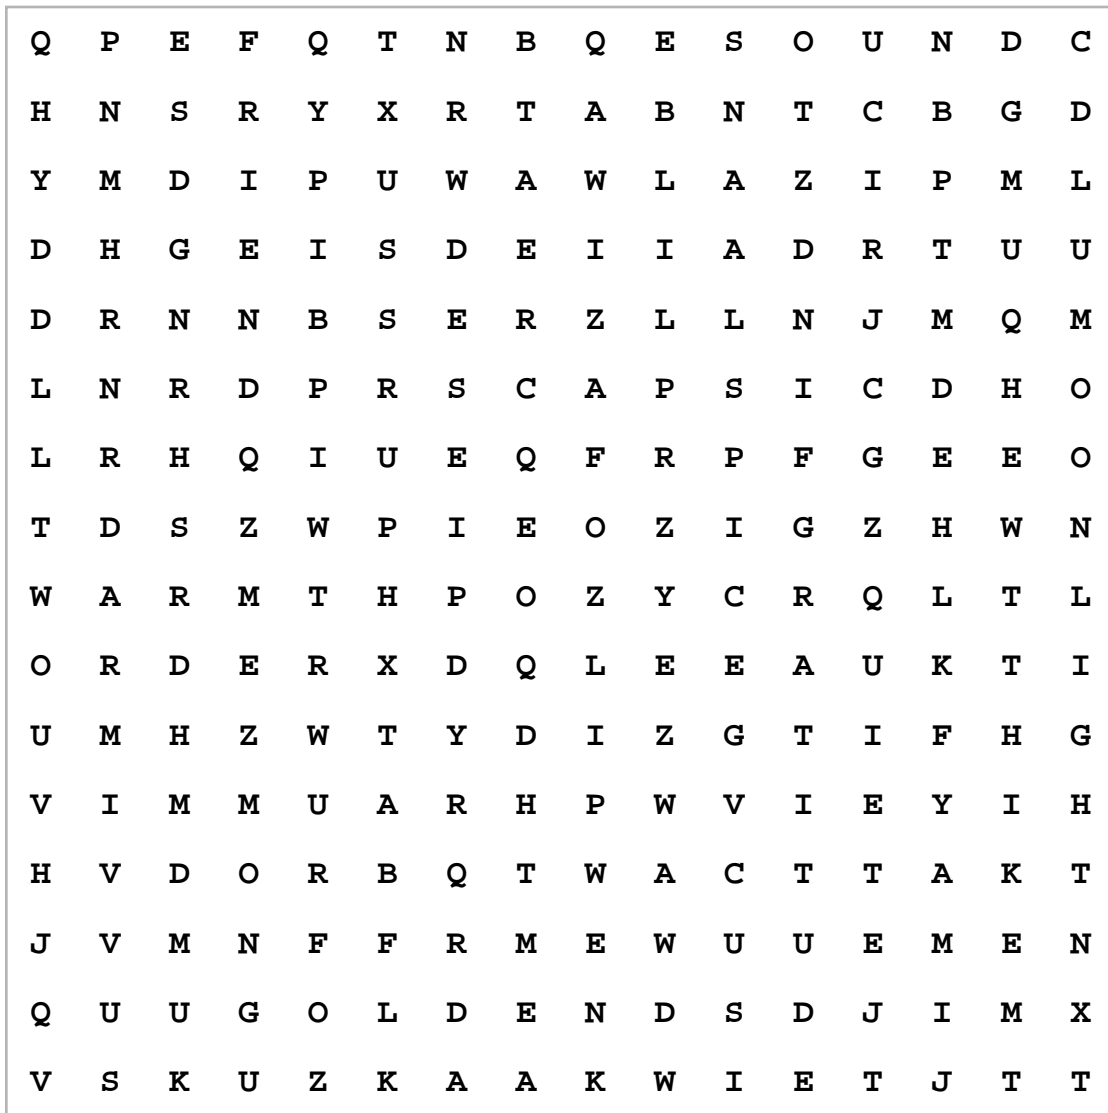 Q P E F Q T N B Q E S O U N D C
H N S R Y X R T A B N T C B G D
Y M D I P U W A W L A Z I P M L
D H G E I S D E I I A D R T U U
D R N N B S E R Z L L N J M Q M
L N R D P R S C A P S I C D H O
L R H Q I U E Q F R P F G E E O
T D S Z W P I E O Z I G Z H W N
W A R M T H P O Z Y C R Q L T L
O R D E R X D Q L E E A U K T I
U M H Z W T Y D I Z G T I F H G
V I M M U A R H P W V I E Y I H
H V D O R B Q T W A C T T A K T
J V M N F F R M E W U U E M E N
Q U U G O L D E N D S D J I M X
V S K U Z K A A K W I E T J T T